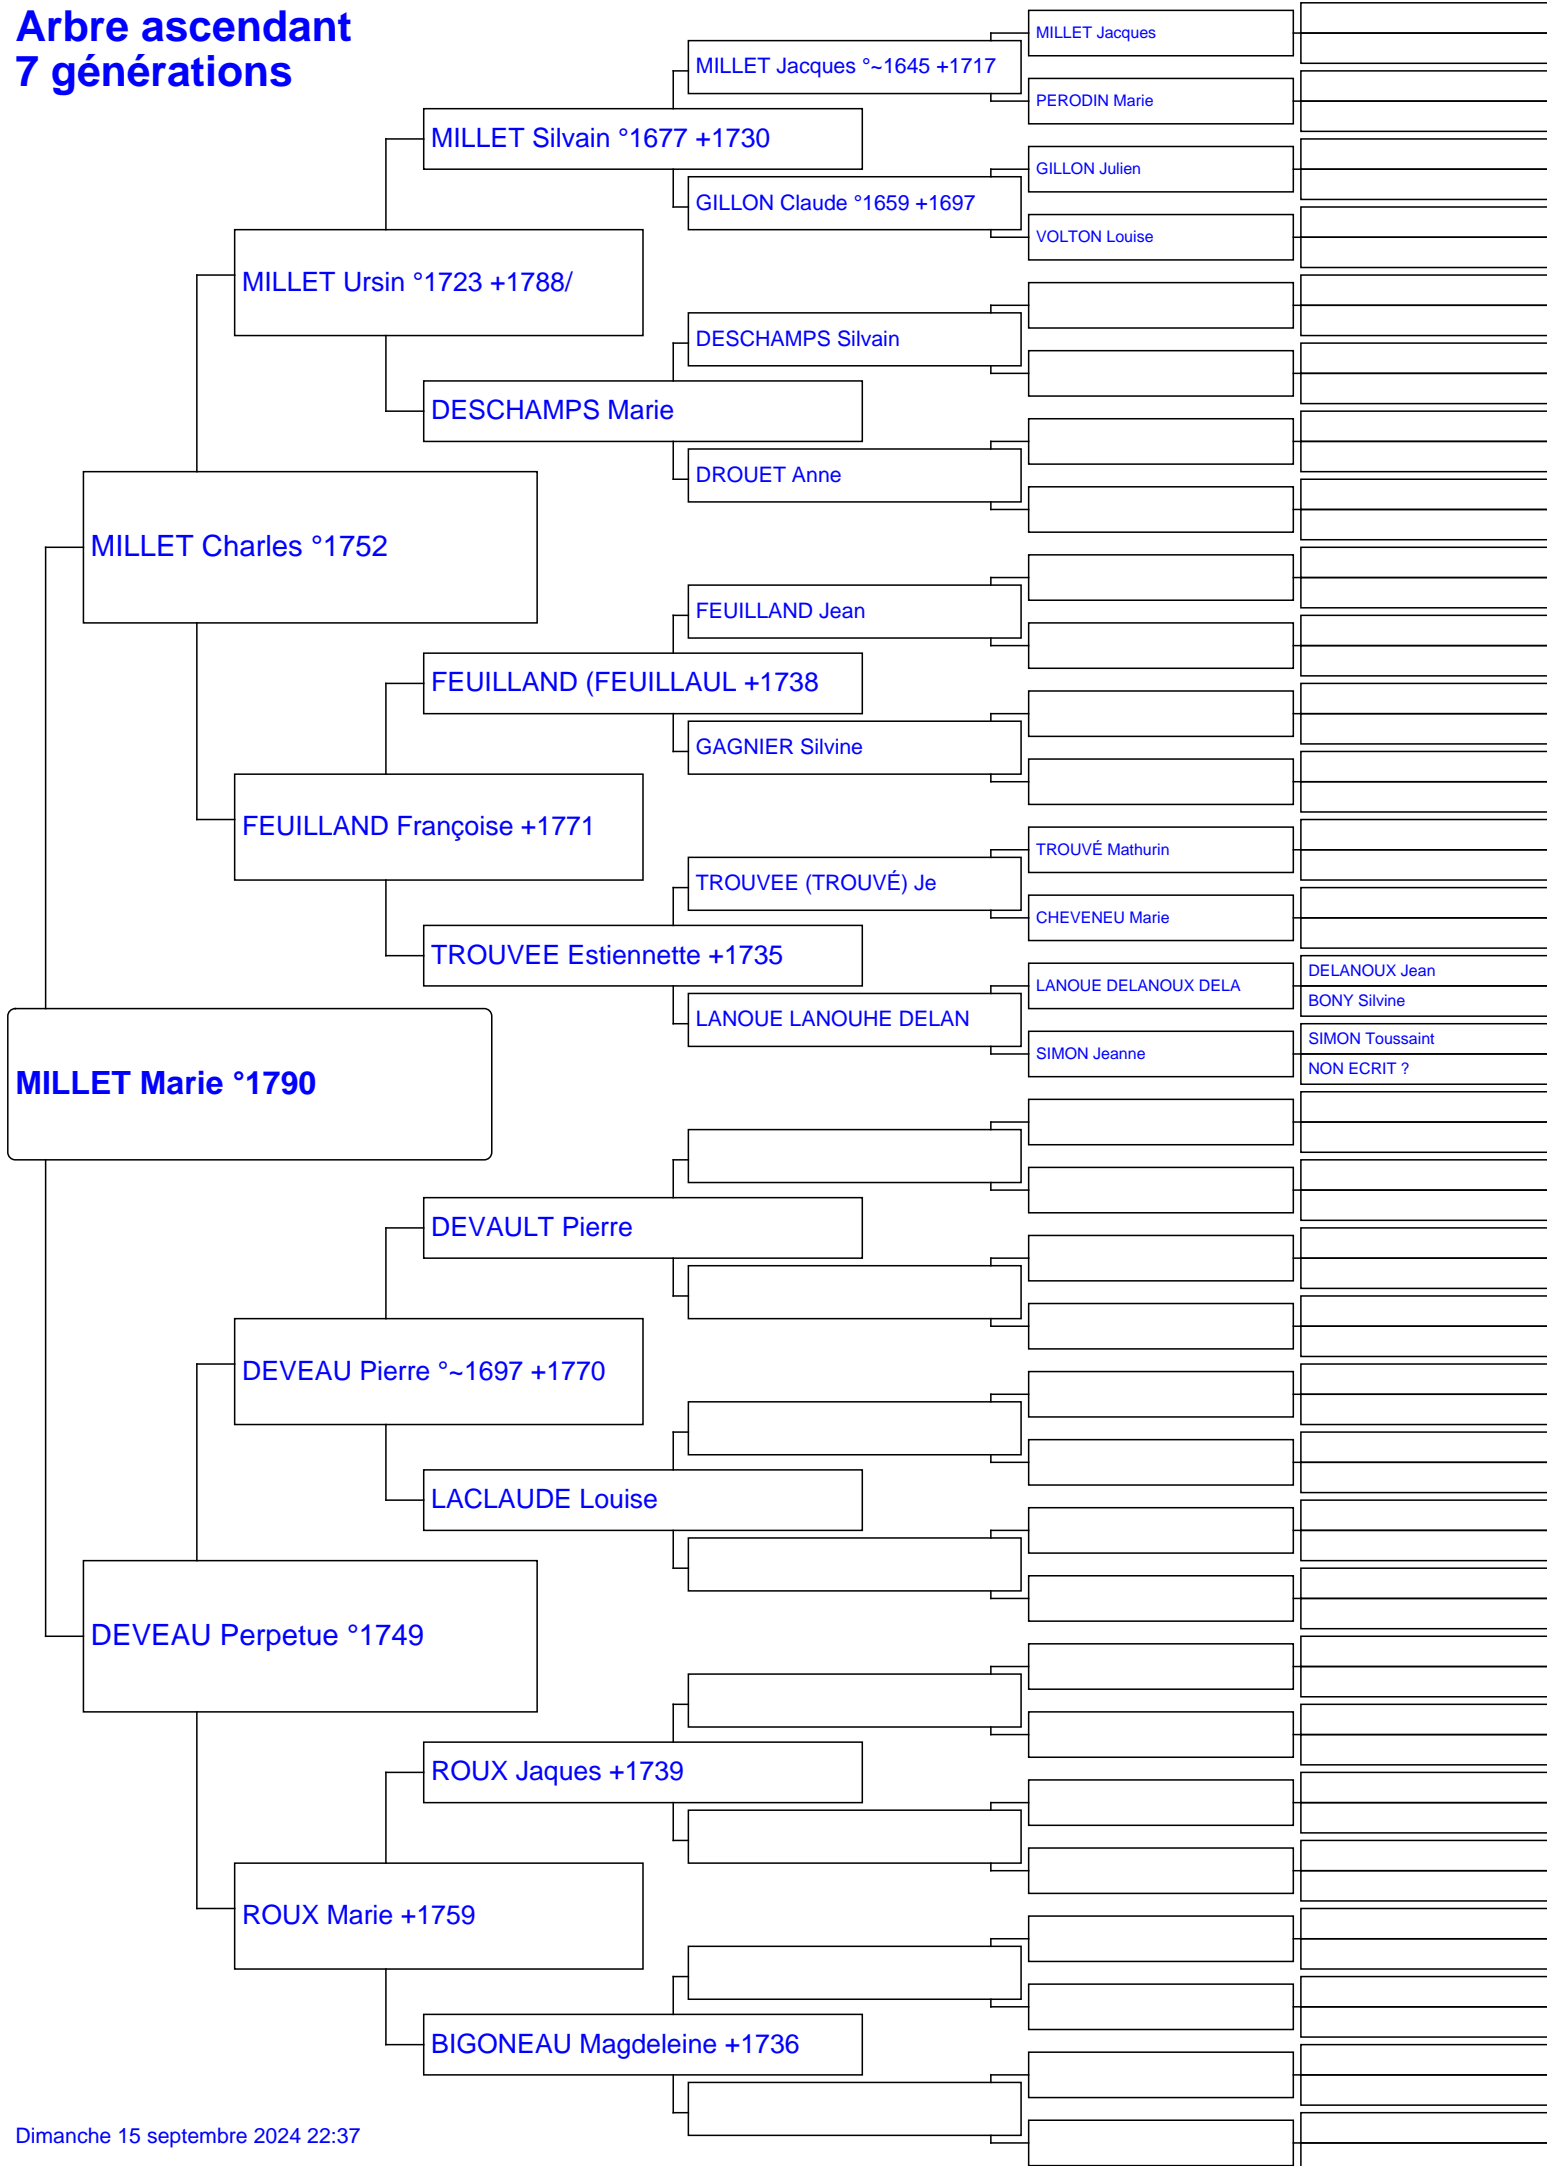 Arbre ascendant
7 générations
MILLET Jacques
MILLET Jacques °~1645 +1717
PERODIN Marie
MILLET Silvain °1677 +1730
GILLON Julien
GILLON Claude °1659 +1697
VOLTON Louise
MILLET Ursin °1723 +1788/
DESCHAMPS Silvain
DESCHAMPS Marie
DROUET Anne
MILLET Charles °1752
FEUILLAND Jean
FEUILLAND (FEUILLAUL +1738
GAGNIER Silvine
FEUILLAND Françoise +1771
TROUVÉ Mathurin
TROUVEE (TROUVÉ) Je
CHEVENEU Marie
TROUVEE Estiennette +1735
DELANOUX Jean
LANOUE DELANOUX DELA
BONY Silvine
LANOUE LANOUHE DELAN
SIMON Toussaint
SIMON Jeanne
NON ECRIT ?
MILLET Marie °1790
DEVAULT Pierre
DEVEAU Pierre °~1697 +1770
LACLAUDE Louise
DEVEAU Perpetue °1749
ROUX Jaques +1739
ROUX Marie +1759
BIGONEAU Magdeleine +1736
Dimanche 15 septembre 2024 22:37